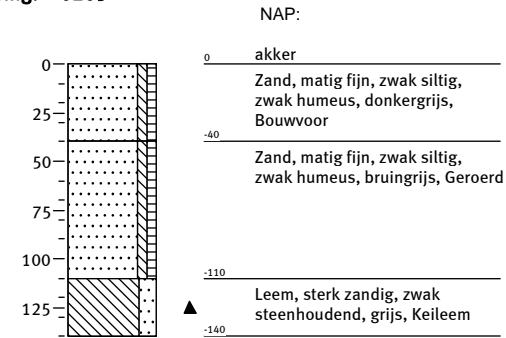 NAP:
0
akker
0
Zand, matig fijn, zwak siltig,
zwak humeus, donkergrijs,
Bouwvoor
25
-40
50
Zand, matig fijn, zwak siltig,
zwak humeus, bruingrijs, Geroerd
75
100
-110
125
Leem, sterk zandig, zwak
steenhoudend, grijs, Keileem
-140